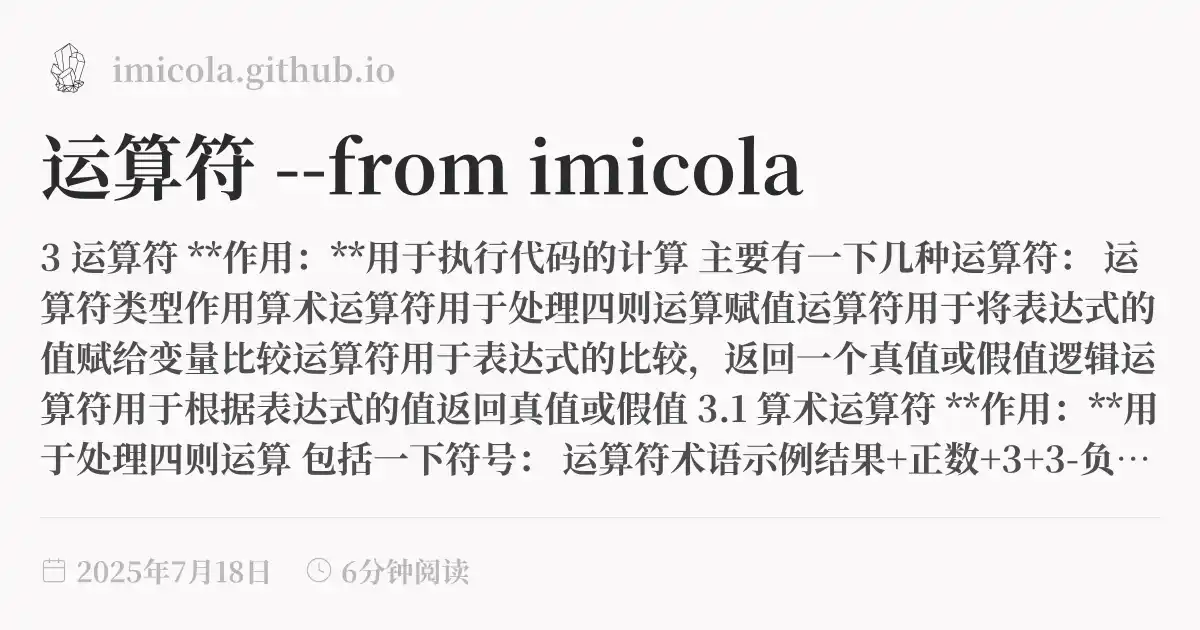 imicola.github.io
运算符 --from imicola
3 运算符 **作用：**用于执行代码的计算 主要有一下几种运算符： 运
算符类型作用算术运算符用于处理四则运算赋值运算符用于将表达式的
值赋给变量比较运算符用于表达式的比较，返回一个真值或假值逻辑运
算符用于根据表达式的值返回真值或假值 3.1 算术运算符 **作用：**用
于处理四则运算 包括一下符号： 运算符术语示例结果+正数+3+3-负…
2025年7月18日 6分钟阅读